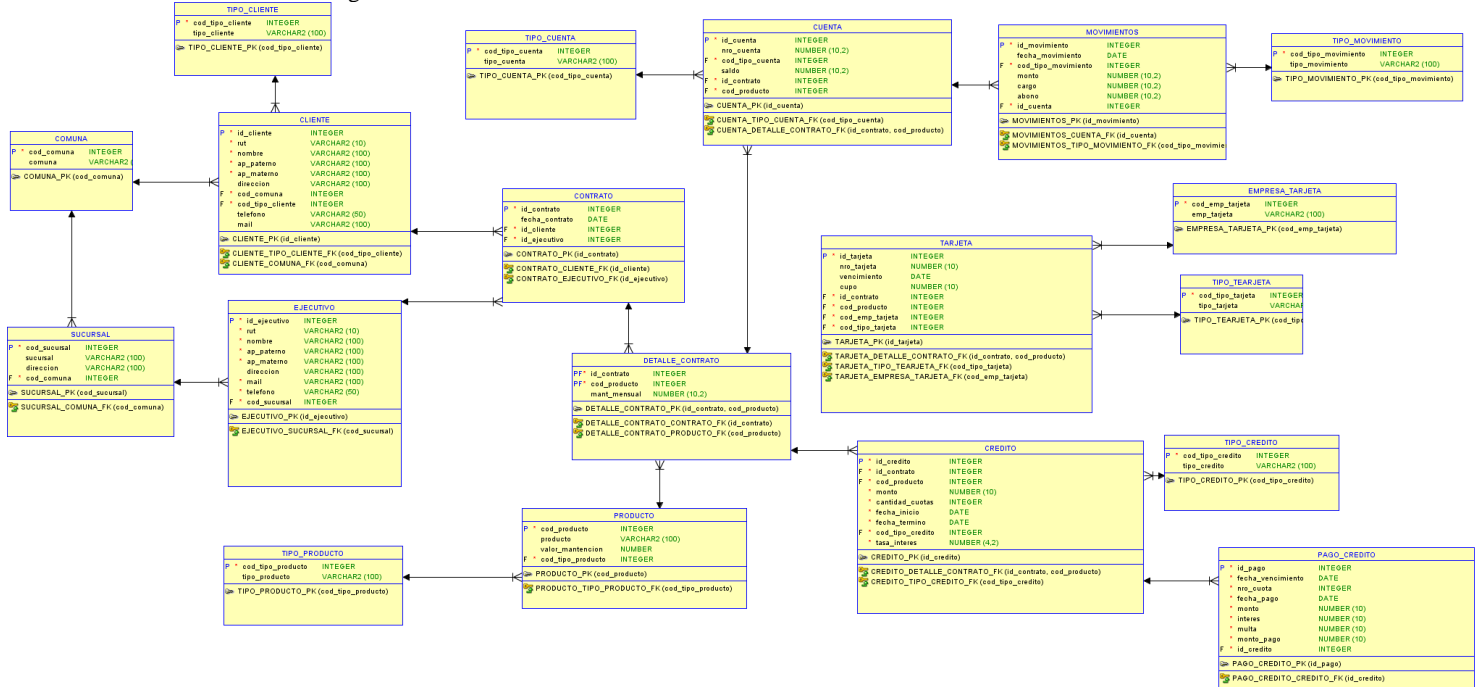 TIPO_CLIENTE
P * cod_tipo_cliente INTEGER
tipo_cliente VARCHAR2 (100)
TIPO_CLIENTE_PK (cod_tipo_cliente)
TIPO_CUENTA
P * cod_tipo_cuenta INTEGER
tipo_cuenta VARCHAR2 (100)
TIPO_CUENTA_PK (cod_tipo_cuenta)
CUENTA
P * id_cuenta INTEGER
nro_cuenta NUMBER (10,2)
F * cod_tipo_cuenta INTEGER
saldo NUMBER (10,2)
F * id_contrato INTEGER
F * cod_producto INTEGER
CUENTA_PK (id_cuenta)
CUENTA_TIPO_CUENTA_FK (cod_tipo_cuenta)
CUENTA_DETALLE_CONTRATO_FK (id_contrato, cod_producto)
MOVIMIENTOS
P * id_movimiento INTEGER
fecha_movimiento DATE
F * cod_tipo_movimiento INTEGER
monto NUMBER (10,2)
cargo NUMBER (10,2)
abono NUMBER (10,2)
F * id_cuenta INTEGER
MOVIMIENTOS_PK (id_movimiento)
MOVIMIENTOS_CUENTA_FK (id_cuenta)
MOVIMIENTOS_TIPO_MOVIMIENTO_FK (cod_tipo_movimie
TIPO_MOVIMIENTO
P * cod_tipo_movimiento INTEGER
tipo_movimiento VARCHAR2 (100)
TIPO_MOVIMIENTO_PK (cod_tipo_movimiento)
COMUNA
P * cod_comuna INTEGER
comuna VARCHAR2 (
COMUNA_PK (cod_comuna)
CLIENTE
P * id_cliente INTEGER
* rut VARCHAR2 (10)
* nombre VARCHAR2 (100)
* ap_paterno VARCHAR2 (100)
* ap_materno VARCHAR2 (100)
direccion VARCHAR2 (100)
F * cod_comuna INTEGER
F * cod_tipo_cliente INTEGER
telefono VARCHAR2 (50)
mail VARCHAR2 (100)
CLIENTE_PK (id_cliente)
CLIENTE_TIPO_CLIENTE_FK (cod_tipo_cliente)
CLIENTE_COMUNA_FK (cod_comuna)
CONTRATO
P * id_contrato INTEGER
fecha_contrato DATE
F * id_cliente INTEGER
F * id_ejecutivo INTEGER
CONTRATO_PK (id_contrato)
CONTRATO_CLIENTE_FK (id_cliente)
CONTRATO_EJECUTIVO_FK (id_ejecutivo)
EMPRESA_TARJETA
P * cod_emp_tarjeta INTEGER
emp_tarjeta VARCHAR2 (100)
EMPRESA_TARJETA_PK (cod_emp_tarjeta)
TARJETA
P * id_tarjeta INTEGER
nro_tarjeta NUMBER (10)
vencimiento DATE
cupo NUMBER (10)
F * id_contrato INTEGER
F * cod_producto INTEGER
F * cod_emp_tarjeta INTEGER
F * cod_tipo_tarjeta INTEGER
TARJETA_PK (id_tarjeta)
TARJETA_DETALLE_CONTRATO_FK (id_contrato, cod_producto)
TARJETA_TIPO_TEARJETA_FK (cod_tipo_tarjeta)
TARJETA_EMPRESA_TARJETA_FK (cod_emp_tarjeta)
TIPO_TEARJETA
P * cod_tipo_tarjeta INTEGER
tipo_tarjeta VARCHA
TIPO_TEARJETA_PK (cod_tipo
SUCURSAL
P * cod_sucursal INTEGER
sucursal VARCHAR2 (100)
direccion VARCHAR2 (100)
F * cod_comuna INTEGER
SUCURSAL_PK (cod_sucursal)
SUCURSAL_COMUNA_FK (cod_comuna)
EJECUTIVO
P * id_ejecutivo INTEGER
* rut VARCHAR2 (10)
* nombre VARCHAR2 (100)
* ap_paterno VARCHAR2 (100)
* ap_materno VARCHAR2 (100)
direccion VARCHAR2 (100)
* mail VARCHAR2 (100)
* telefono VARCHAR2 (50)
F * cod_sucursal INTEGER
EJECUTIVO_PK (id_ejecutivo)
EJECUTIVO_SUCURSAL_FK (cod_sucursal)
DETALLE_CONTRATO
PF* id_contrato INTEGER
PF* cod_producto INTEGER
mant_mensual NUMBER (10,2)
DETALLE_CONTRATO_PK (id_contrato, cod_producto)
DETALLE_CONTRATO_CONTRATO_FK (id_contrato)
DETALLE_CONTRATO_PRODUCTO_FK (cod_producto)
CREDITO
P * id_credito INTEGER
F * id_contrato INTEGER
F * cod_producto INTEGER
* monto NUMBER (10)
* cantidad_cuotas INTEGER
* fecha_inicio DATE
* fecha_termino DATE
F * cod_tipo_credito INTEGER
* tasa_interes NUMBER (4,2)
CREDITO_PK (id_credito)
CREDITO_DETALLE_CONTRATO_FK (id_contrato, cod_producto)
CREDITO_TIPO_CREDITO_FK (cod_tipo_credito)
TIPO_CREDITO
P * cod_tipo_credito INTEGER
tipo_credito VARCHAR2 (100)
TIPO_CREDITO_PK (cod_tipo_credito)
PRODUCTO
P * cod_producto INTEGER
producto VARCHAR2 (100)
valor_mantencion NUMBER
F * cod_tipo_producto INTEGER
PRODUCTO_PK (cod_producto)
PRODUCTO_TIPO_PRODUCTO_FK (cod_tipo_producto)
TIPO_PRODUCTO
P * cod_tipo_producto INTEGER
tipo_producto VARCHAR2 (100)
TIPO_PRODUCTO_PK (cod_tipo_producto)
PAGO_CREDITO
P * id_pago INTEGER
* fecha_vencimiento DATE
* nro_cuota INTEGER
* fecha_pago DATE
* monto NUMBER (10)
* interes NUMBER (10)
* multa NUMBER (10)
* monto_pago NUMBER (10)
F * id_credito INTEGER
PAGO_CREDITO_PK (id_pago)
PAGO_CREDITO_CREDITO_FK (id_credito)